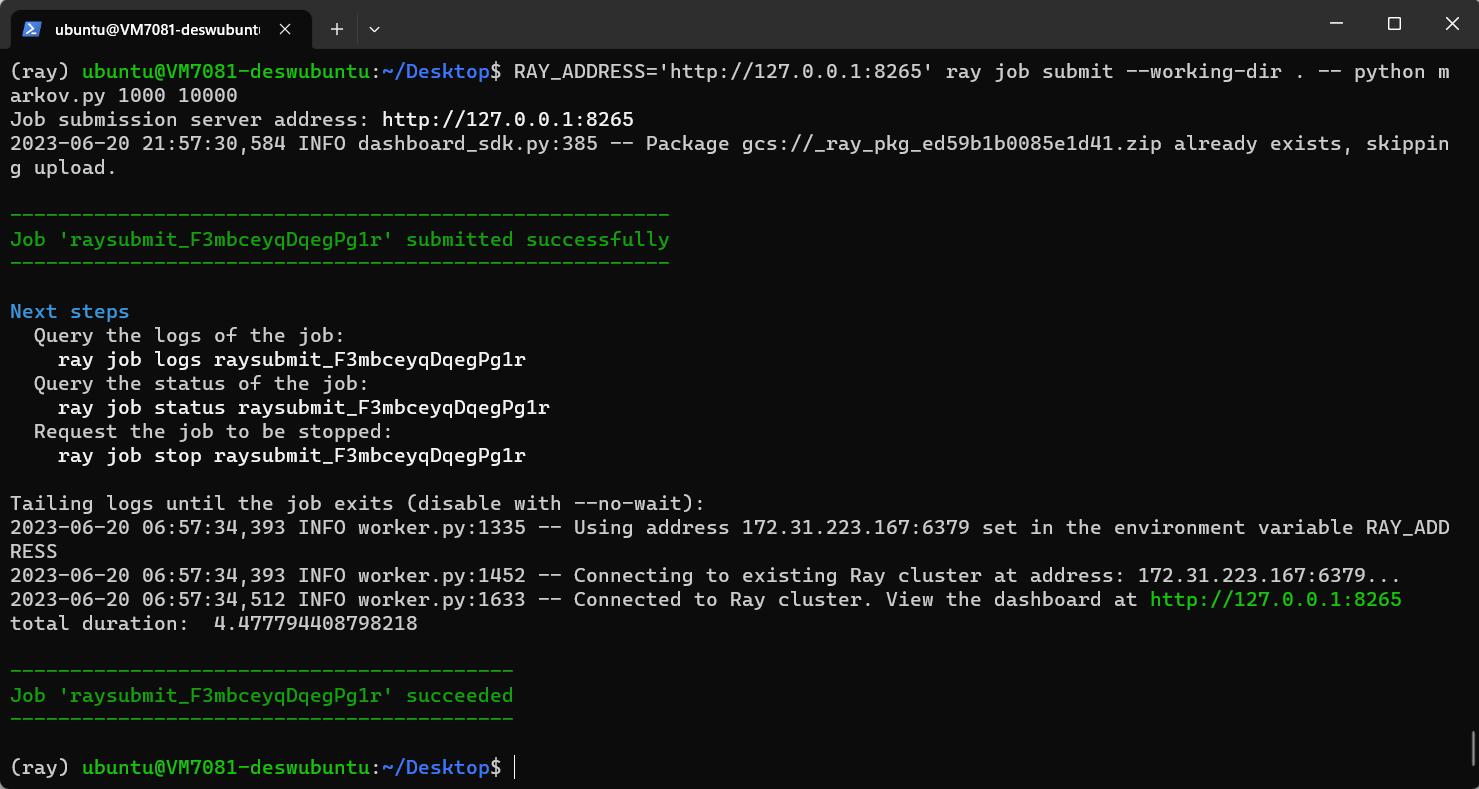 ubuntu@VM7081-deswubunt
(ray) ubuntu@VM7081-deswubuntu:~/Desktop$ RAY_ADDRESS='http://127.0.0.1:8265' ray job submit --working-dir . -- python m
arkov.py 1000 10000
Job submission server address: http://127.0.0.1:8265
2023-06-20 21:57:30,584 INFO dashboard_sdk.py:385 -- Package gcs://_ray_pkg_ed59b1b0085e1d41.zip already exists, skippin
g upload.
-------------------------------------------------------
Job 'raysubmit_F3mbceyqDqegPg1r' submitted successfully
-------------------------------------------------------
Next steps
Query the logs of the job:
ray job logs raysubmit_F3mbceyqDqegPg1r
Query the status of the job:
ray job status raysubmit_F3mbceyqDqegPg1r
Request the job to be stopped:
ray job stop raysubmit_F3mbceyqDqegPg1r
Tailing logs until the job exits (disable with --no-wait):
2023-06-20 06:57:34,393 INFO worker.py:1335 -- Using address 172.31.223.167:6379 set in the environment variable RAY_ADD
RESS
2023-06-20 06:57:34,393 INFO worker.py:1452 -- Connecting to existing Ray cluster at address: 172.31.223.167:6379...
2023-06-20 06:57:34,512 INFO worker.py:1633 -- Connected to Ray cluster. View the dashboard at http://127.0.0.1:8265
total duration:  4.477794408798218
------------------------------------------
Job 'raysubmit_F3mbceyqDqegPg1r' succeeded
------------------------------------------
(ray) ubuntu@VM7081-deswubuntu:~/Desktop$